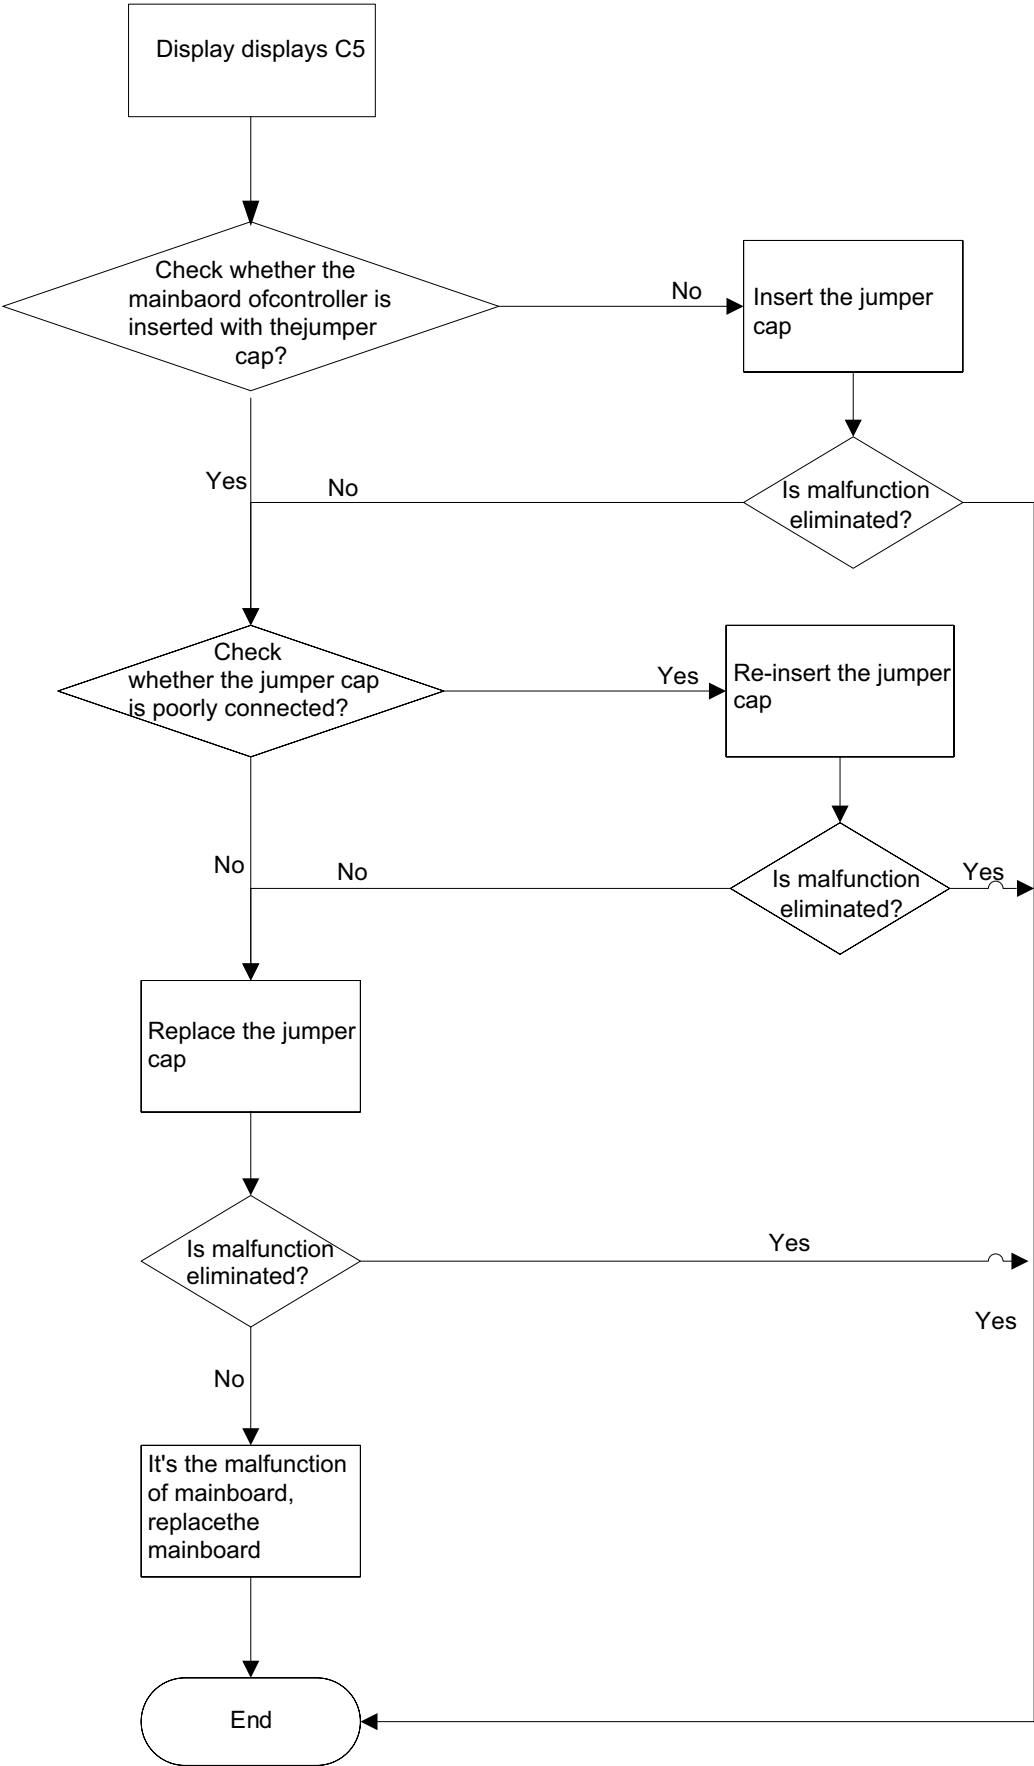 Display displays C5
Check whether the
mainbaord ofcontroller is
inserted with thejumper
cap?
No
Insert the jumper
cap
Yes
No
Is malfunction
eliminated?
Check
whether the jumper cap
is poorly connected?
Yes
Re-insert the jumper
cap
No
No
Is malfunction
eliminated?
Yes
Replace the jumper
cap
Is malfunction
eliminated?
Yes
Yes
No
It's the malfunction
of mainboard,
replacethe
mainboard
End